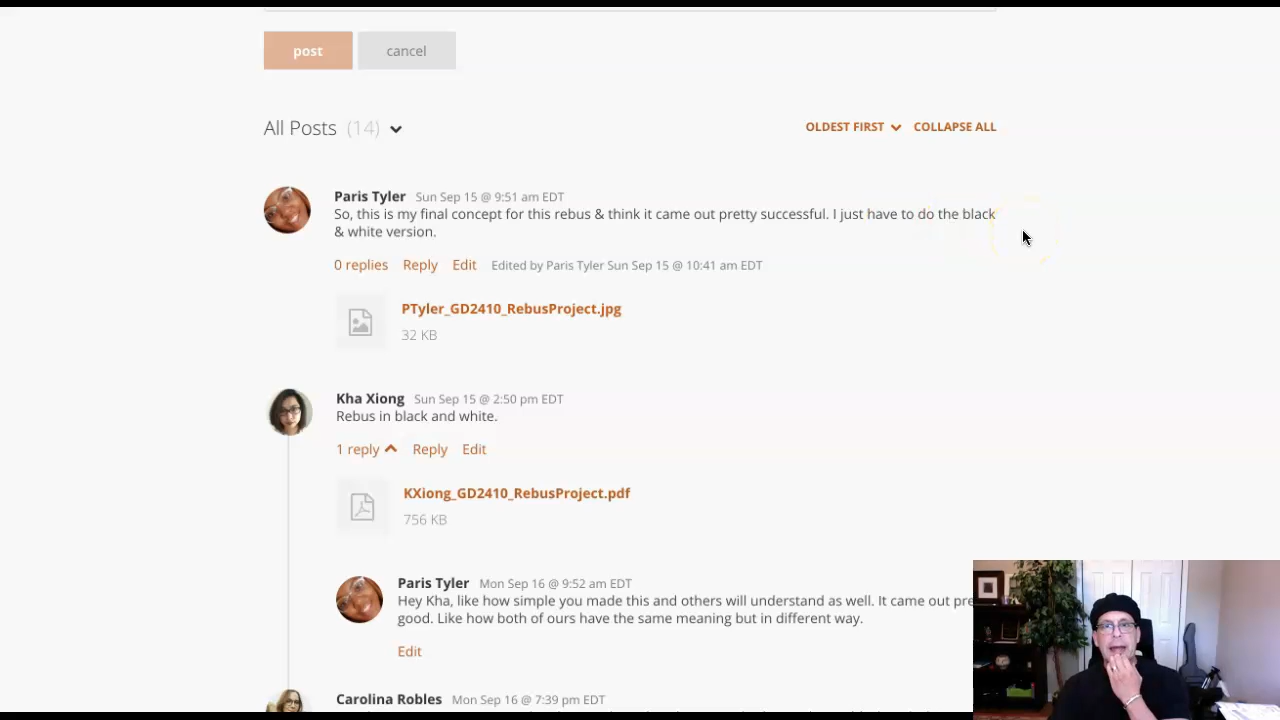 post cancel
All Posts (14) OLDEST FIRST COLLAPSE ALL
Paris Tyler Sun Sep 15 @ 9:51 am EDT
So, this is my final concept for this rebus & think it came out pretty successful. I just have to do the black
& white version.
0 replies Reply Edit Edited by Paris Tyler Sun Sep 15 @ 10:41 am EDT
PTyler_GD2410_RebusProject.jpg
32 KB
Kha Xiong Sun Sep 15 @ 2:50 pm EDT
Rebus in black and white.
1 reply Reply Edit
KXiong_GD2410_RebusProject.pdf
756 KB
Paris Tyler Mon Sep 16 @ 9:52 am EDT
Hey Kha, like how simple you made this and others will understand as well. It came out pre
good. Like how both of ours have the same meaning but in different way.
Edit
Carolina Robles Mon Sep 16 @ 7:39 pm EDT